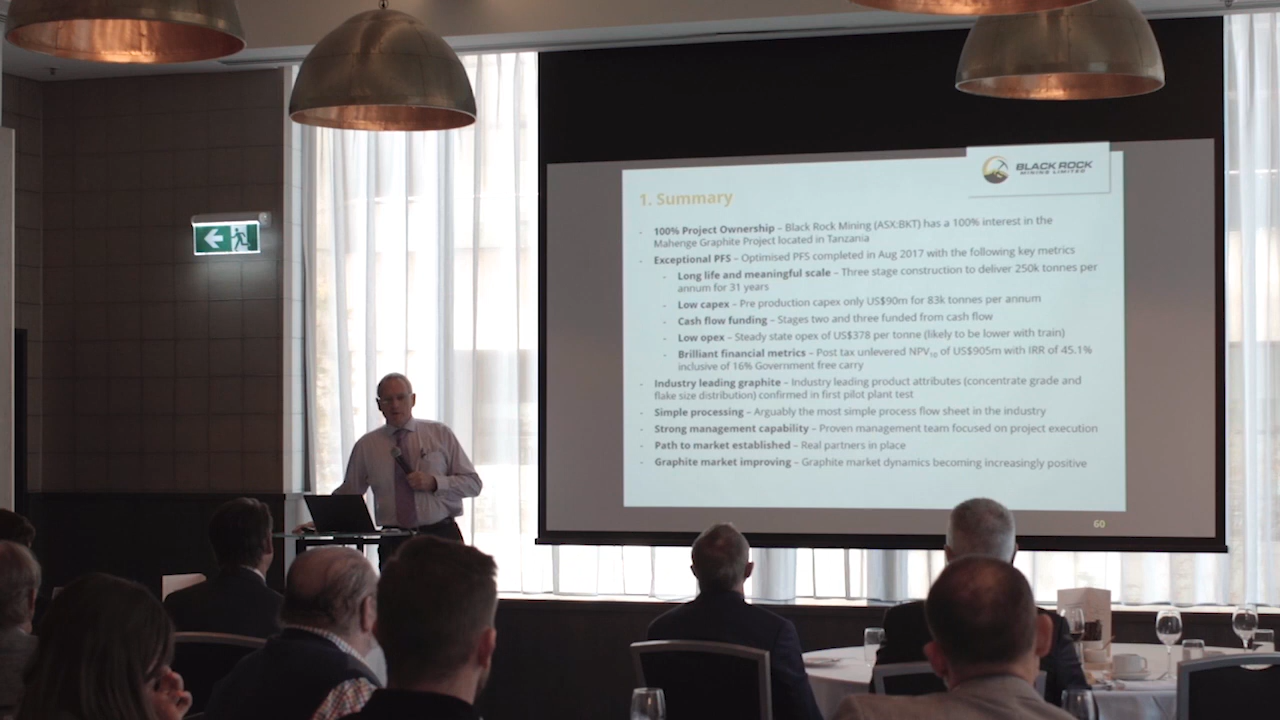 BLACK ROCK
MINING LIMITED
1. Summary
- 100% Project Ownership – Black Rock Mining (ASX:BKT) has a 100% interest in the
Mahenge Graphite Project located in Tanzania
- Exceptional PFS – Optimised PFS completed in Aug 2017 with the following key metrics
- Long life and meaningful scale – Three stage construction to deliver 250k tonnes per
annum for 31 years
- Low capex – Pre production capex only US$90m for 83k tonnes per annum
- Cash flow funding – Stages two and three funded from cash flow
- Low opex – Steady state opex of US$378 per tonne (likely to be lower with train)
- Brilliant financial metrics – Post tax unlevered NPV10 of US$905m with IRR of 45.1%
inclusive of 16% Government free carry
- Industry leading graphite – Industry leading product attributes (concentrate grade and
flake size distribution) confirmed in first pilot plant test
- Simple processing – Arguably the most simple process flow sheet in the industry
- Strong management capability – Proven management team focused on project execution
- Path to market established – Real partners in place
- Graphite market improving – Graphite market dynamics becoming increasingly positive
60